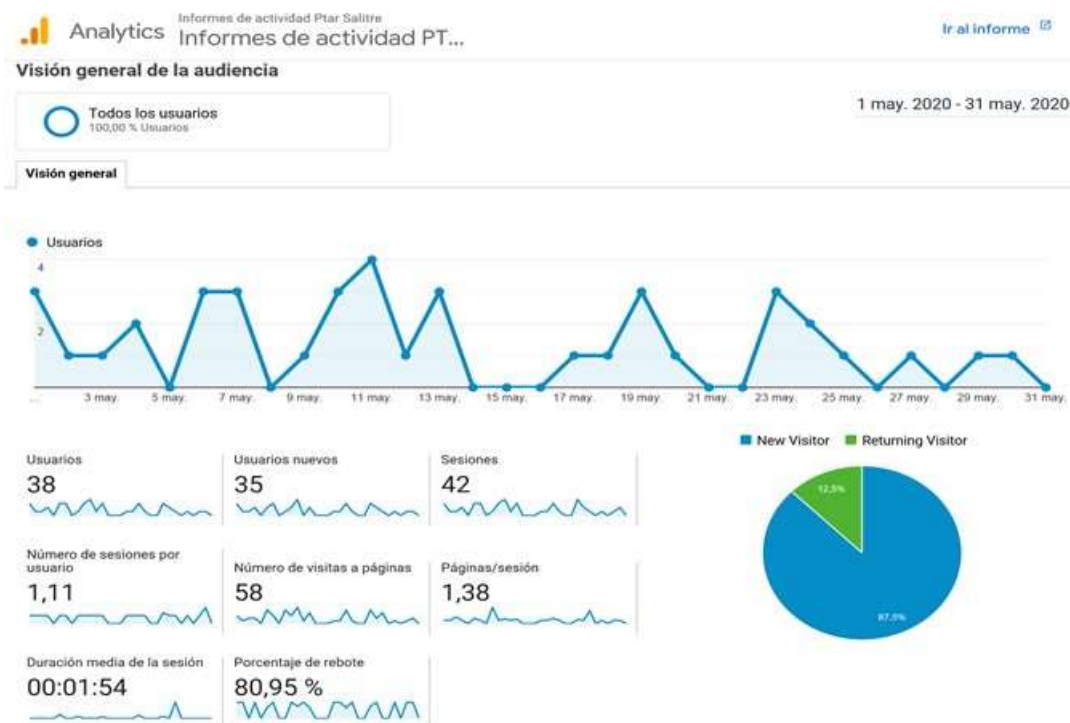 Analytics
Informes de actividad Ptar Salitre
Informes de actividad PT...
Ir al informe
Visión general de la audiencia
Todos los usuarios
100,00 % Usuarios
1 may. 2020 - 31 may. 2020
Visión general
Usuarios
4
2
... 3 may. 5 may. 7 may. 9 may. 11 may. 13 may. 15 may. 17 may. 19 may. 21 may. 23 may. 25 may. 27 may. 29 may. 31 may.
New Visitor Returning Visitor
Usuarios
38
Usuarios nuevos
35
Sesiones
42
Número de sesiones por
usuario
1,11
Número de visitas a páginas
58
Páginas/sesión
1,38
Duración media de la sesión
00:01:54
Porcentaje de rebote
80,95 %
12,5%
87,5%